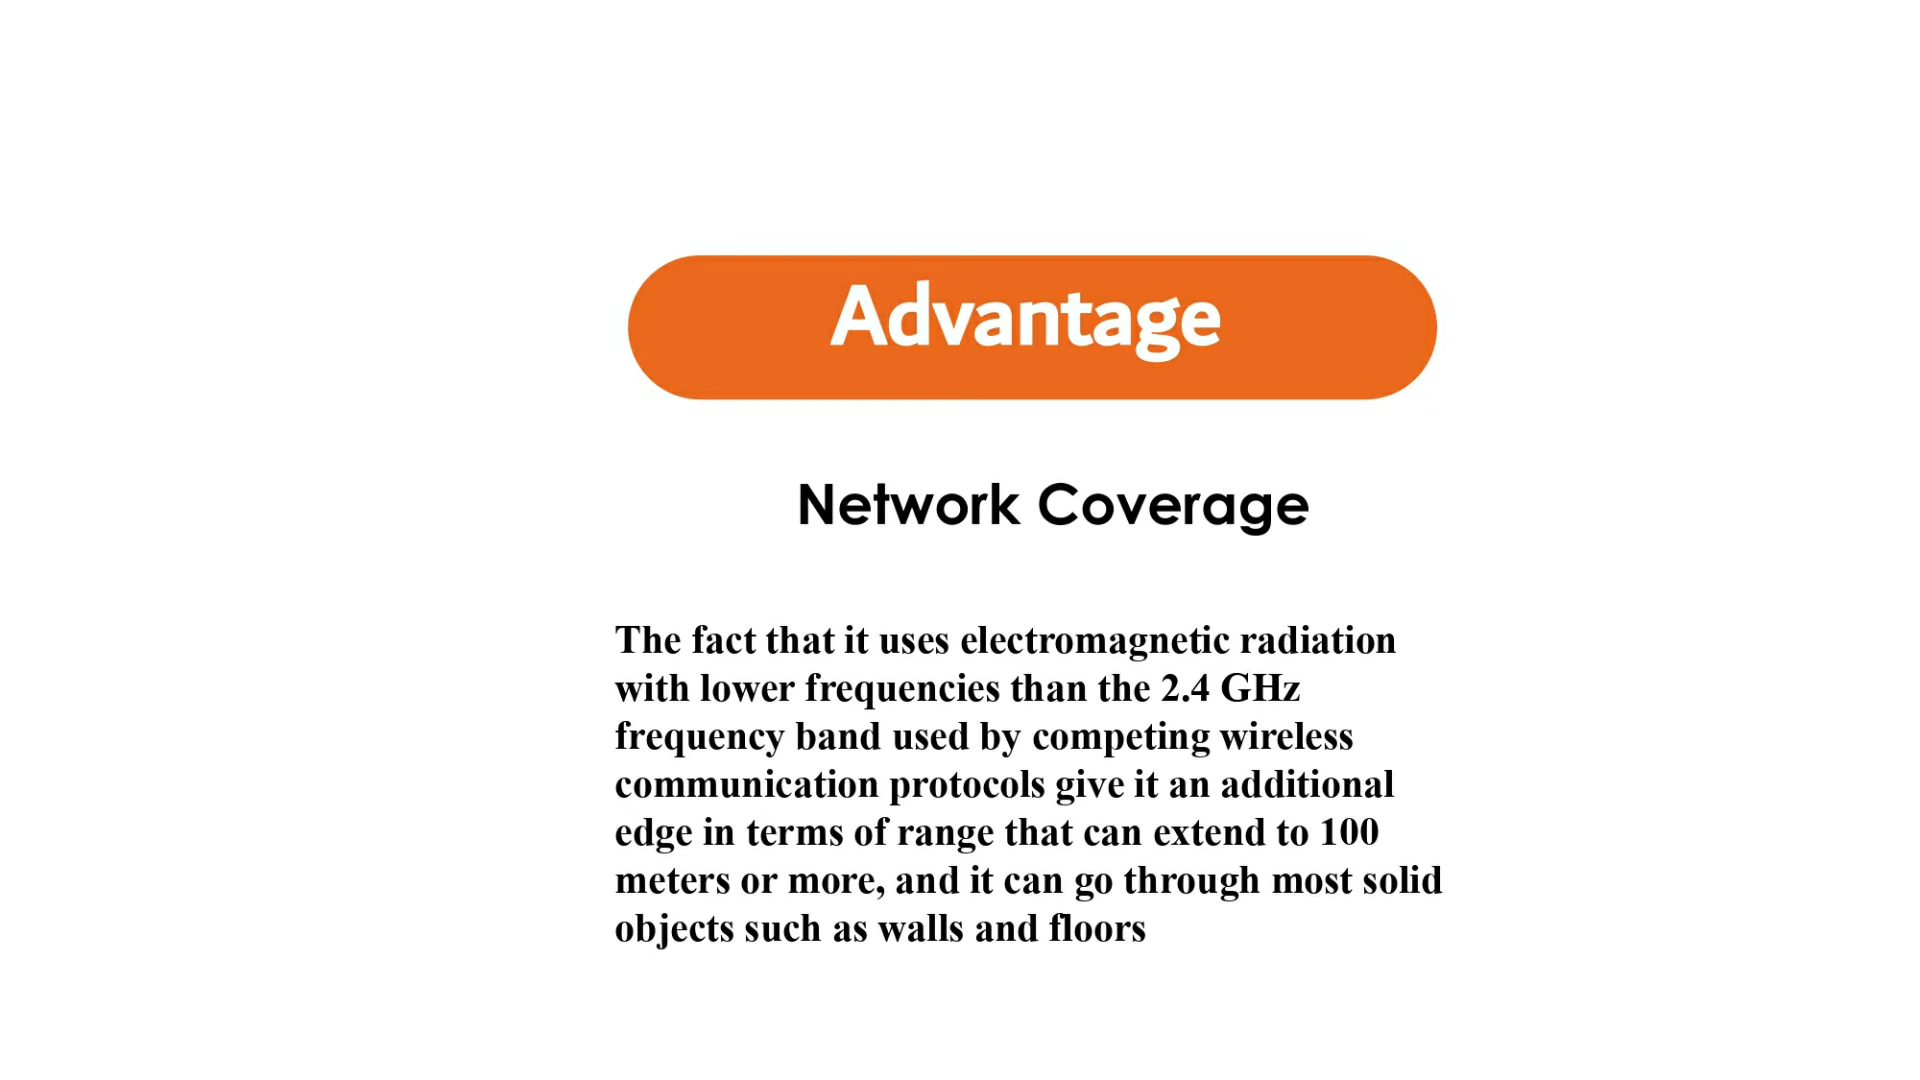 Advantage
Network Coverage
The fact that it uses electromagnetic radiation
with lower frequencies than the 2.4 GHz
frequency band used by competing wireless
communication protocols give it an additional
edge in terms of range that can extend to 100
meters or more, and it can go through most solid
objects such as walls and floors